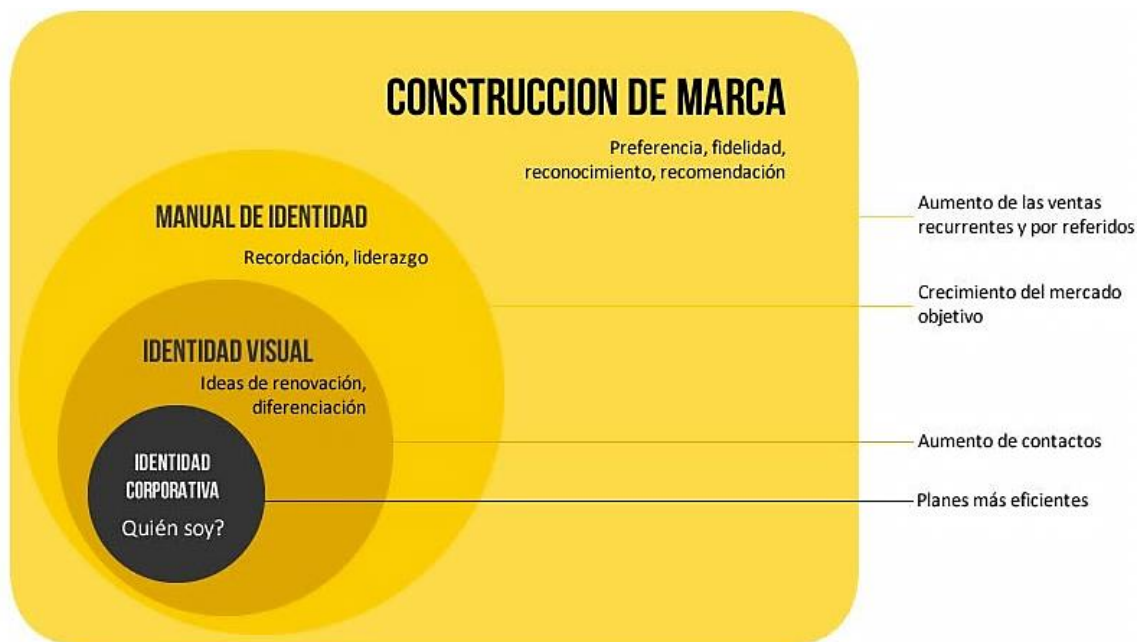 CONSTRUCCION DE MARCA
Preferencia, fidelidad,
reconocimiento, recomendación
MANUAL DE IDENTIDAD
Recordación, liderazgo
IDENTIDAD VISUAL
Ideas de renovación,
diferenciación
IDENTIDAD
CORPORATIVA
Quién soy?
Aumento de las ventas
recurrentes y por referidos
Crecimiento del mercado
objetivo
Aumento de contactos
Planes más eficientes